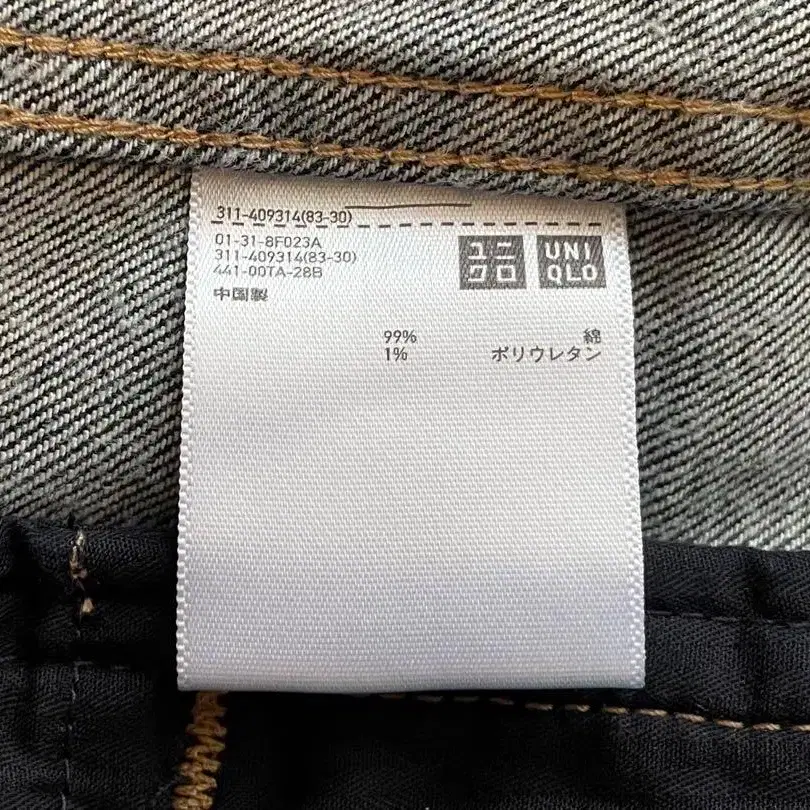 311-409314(83-30)
01-31-8F023A
311-409314(83-30)
441-00TA-28B
中国製
ユニ
クロ
UNI
QLO
99% 綿
1% ポリウレタン